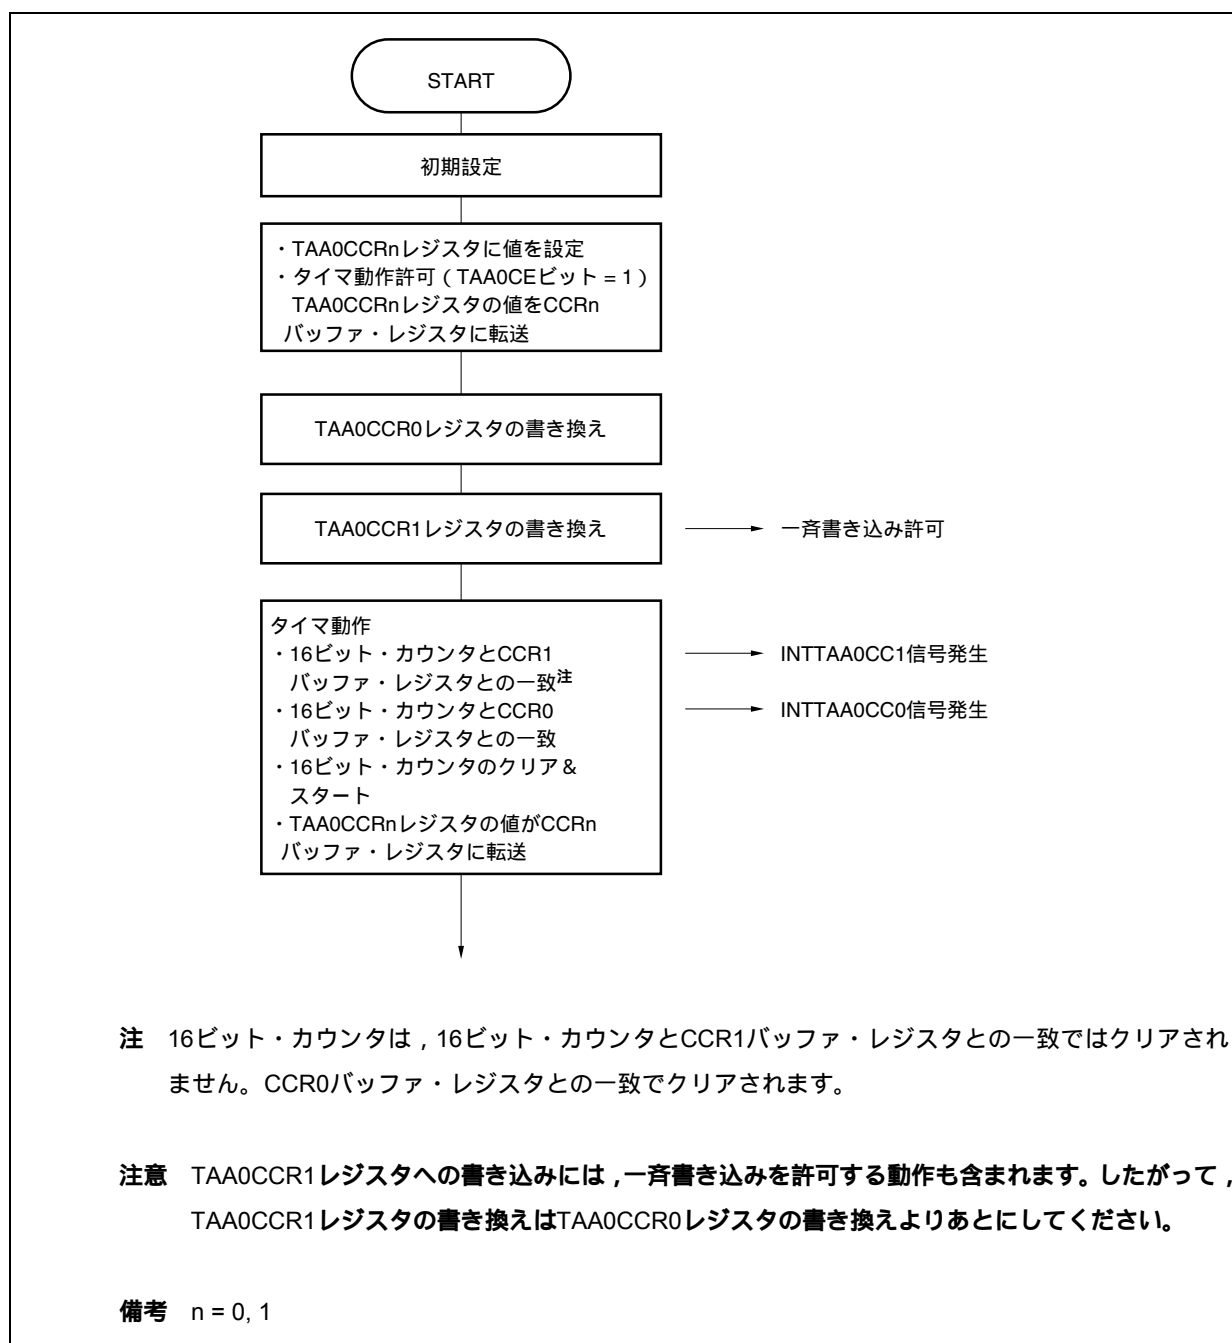 START
初期設定
・TAA0CCRnレジスタに値を設定
・タイマ動作許可（TAA0CEビット = 1）
TAA0CCRnレジスタの値をCCRn
バッファ・レジスタに転送
TAA0CCR0レジスタの書き換え
TAA0CCR1レジスタの書き換え
一斉書き込み許可
タイマ動作
・16ビット・カウンタとCCR1
バッファ・レジスタとの一致注
INTTAA0CC1信号発生
・16ビット・カウンタとCCR0
バッファ・レジスタとの一致
INTTAA0CC0信号発生
・16ビット・カウンタのクリア＆
スタート
・TAA0CCRnレジスタの値がCCRn
バッファ・レジスタに転送
注 16ビット・カウンタは，16ビット・カウンタとCCR1バッファ・レジスタとの一致ではクリアされ
ません。CCR0バッファ・レジスタとの一致でクリアされます。
注意 TAA0CCR1レジスタへの書き込みには，一斉書き込みを許可する動作も含まれます。したがって，
TAA0CCR1レジスタの書き換えはTAA0CCR0レジスタの書き換えよりあとにしてください。
備考 n = 0, 1